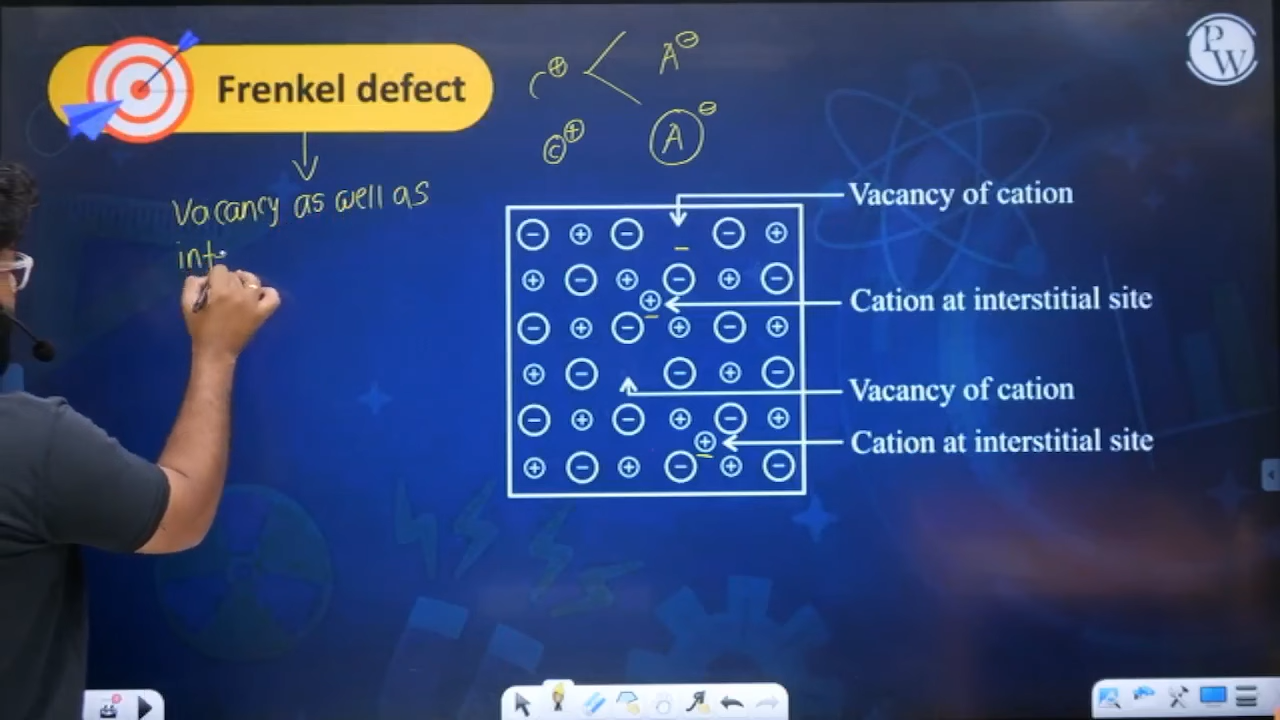 Frenkel defect
C⊕ A⊖
C⊕ A⊖
PW
Vacancy as well as
int
Vacancy of cation
Cation at interstitial site
Vacancy of cation
Cation at interstitial site
⊖ ⊕ ⊖ ⊖ ⊕
⊕ ⊖ ⊕ ⊖ ⊕ ⊖
⊕
⊖ ⊕ ⊖ ⊕ ⊖ ⊕
⊕ ⊖ ⊖ ⊕ ⊖
⊖ ⊕ ⊖ ⊕ ⊖ ⊕
⊕
⊕ ⊖ ⊕ ⊖ ⊕ ⊖